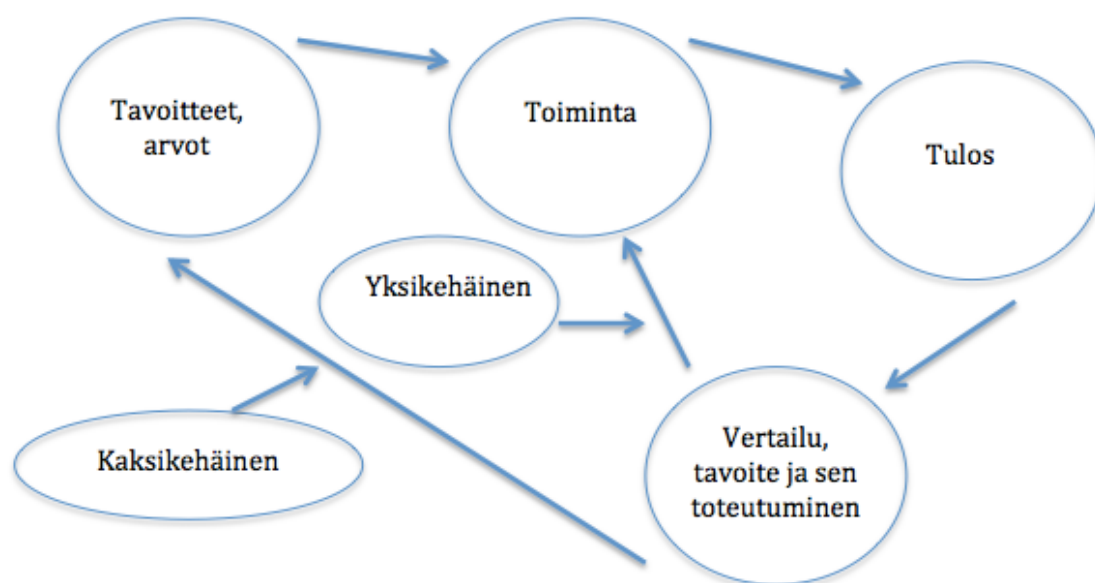 Tavoitteet,
arvot
Toiminta
Tulos
Yksikehäinen
Kaksikehäinen
Vertailu,
tavoite ja sen
toteutuminen